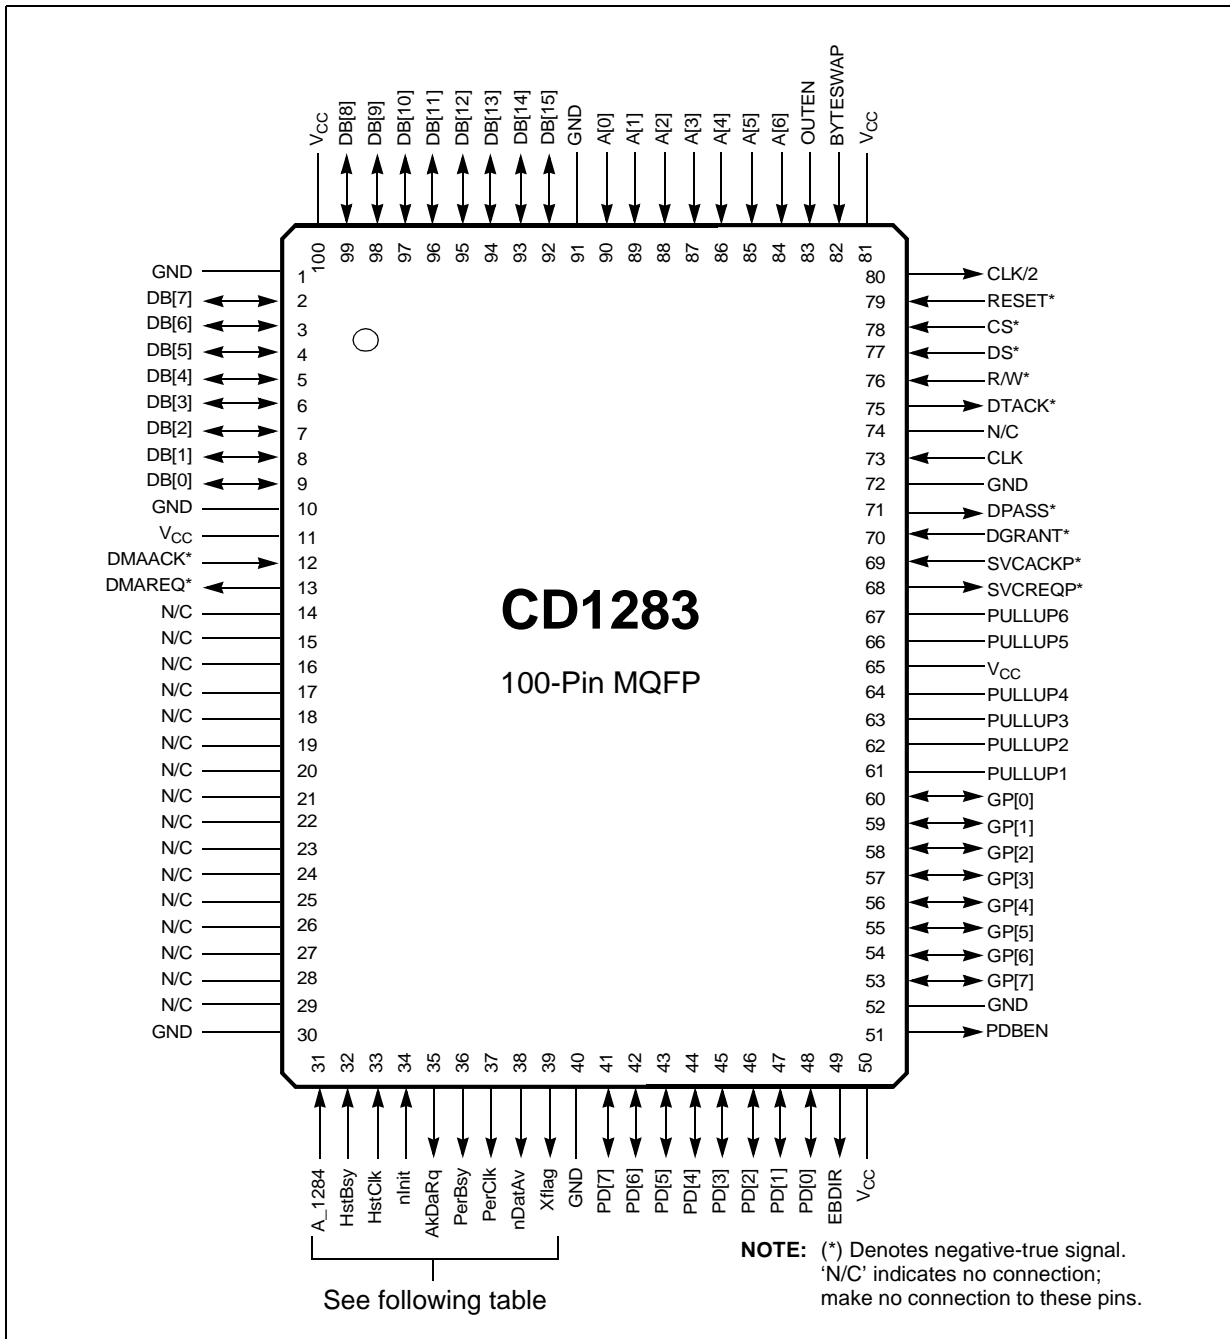 VCC
DB[8]
DB[9]
DB[10]
DB[11]
DB[12]
DB[13]
DB[14]
DB[15]
GND
A[0]
A[1]
A[2]
A[3]
A[4]
A[5]
A[6]
OUTEN
BYTESWAP
VCC
100 99 98 97 96 95 94 93 92 91 90 89 88 87 86 85 84 83 82 81
GND 1 80 CLK/2
DB[7] 2 79 RESET*
DB[6] 3 78 CS*
DB[5] 4 77 DS*
DB[4] 5 76 R/W*
DB[3] 6 75 DTACK*
DB[2] 7 74 N/C
DB[1] 8 73 CLK
DB[0] 9 72 GND
GND 10 71 DPASS*
VCC 11 70 DGRANT*
DMAACK* 12 69 SVCACKP*
DMAREQ* 13 68 SVCREQP*
N/C 14 67 PULLUP6
N/C 15 66 PULLUP5
N/C 16 65 VCC
N/C 17 64 PULLUP4
N/C 18 63 PULLUP3
N/C 19 62 PULLUP2
N/C 20 61 PULLUP1
N/C 21 60 GP[0]
N/C 22 59 GP[1]
N/C 23 58 GP[2]
N/C 24 57 GP[3]
N/C 25 56 GP[4]
N/C 26 55 GP[5]
N/C 27 54 GP[6]
N/C 28 53 GP[7]
N/C 29 52 GND
GND 30 51 PDBEN
CD1283
100-Pin MQFP
31 32 33 34 35 36 37 38 39 40 41 42 43 44 45 46 47 48 49 50
A_1284
HstBsy
HstClk
nInit
AkDaRq
PerBsy
PerClk
nDatAv
Xflag
GND
PD[7]
PD[6]
PD[5]
PD[4]
PD[3]
PD[2]
PD[1]
PD[0]
EBDIR
VCC
See following table
NOTE: (*) Denotes negative-true signal.
‘N/C’ indicates no connection;
make no connection to these pins.